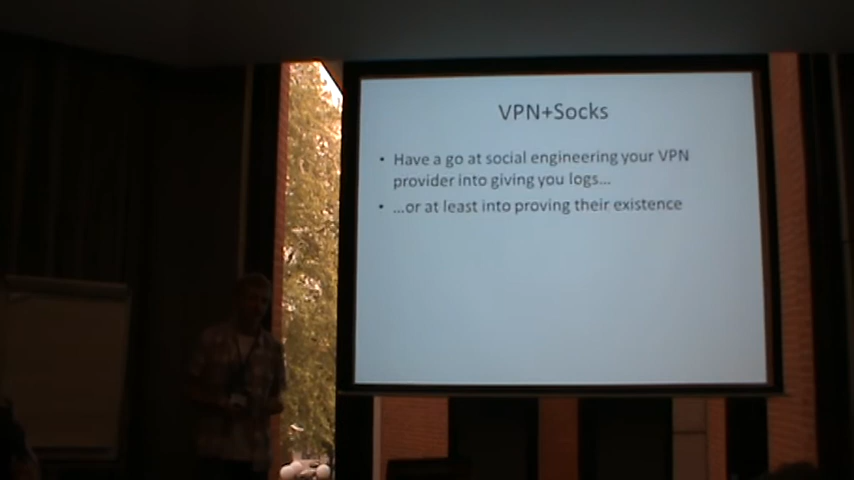 VPN+Socks
• Have a go at social engineering your VPN
provider into giving you logs...
• ...or at least into proving their existence